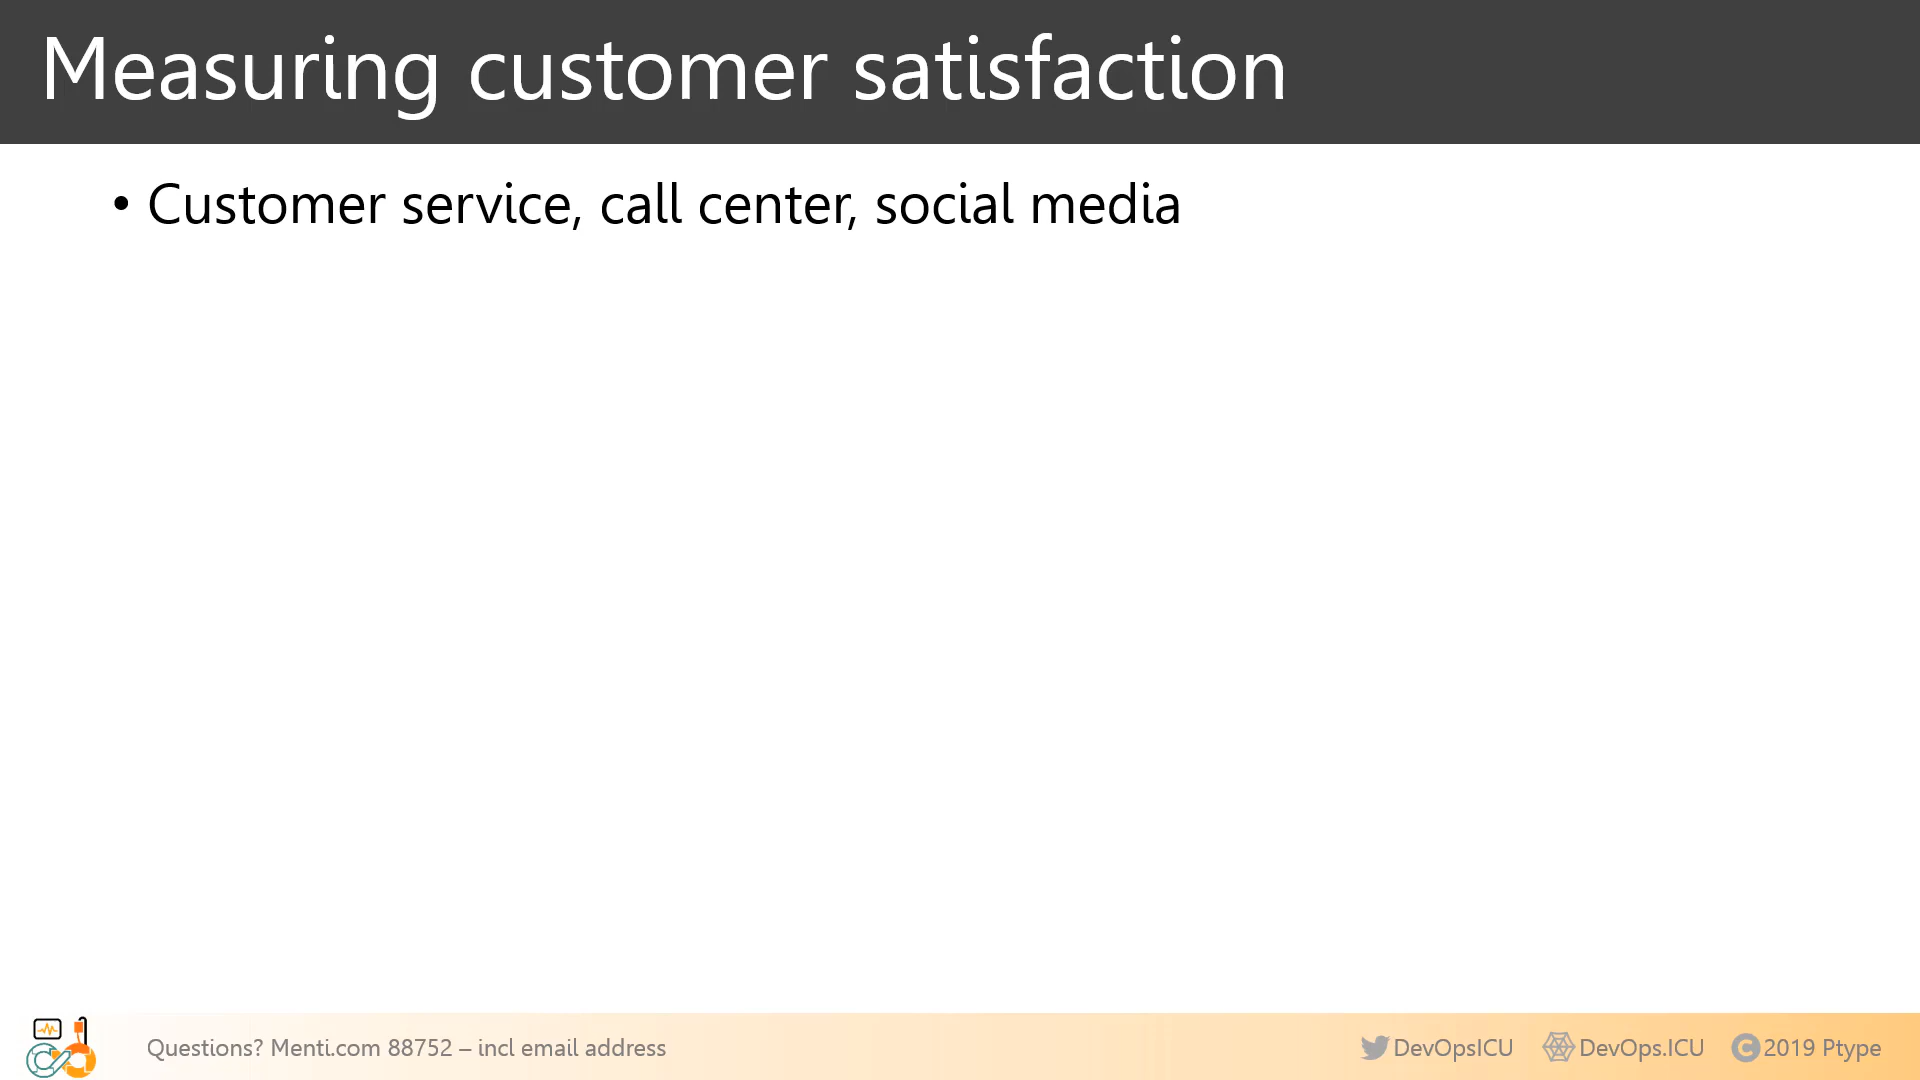 Measuring customer satisfaction
• Customer service, call center, social media
Questions? Menti.com 88752 – incl email address
DevOpsICU
DevOps.ICU
© 2019 Ptype